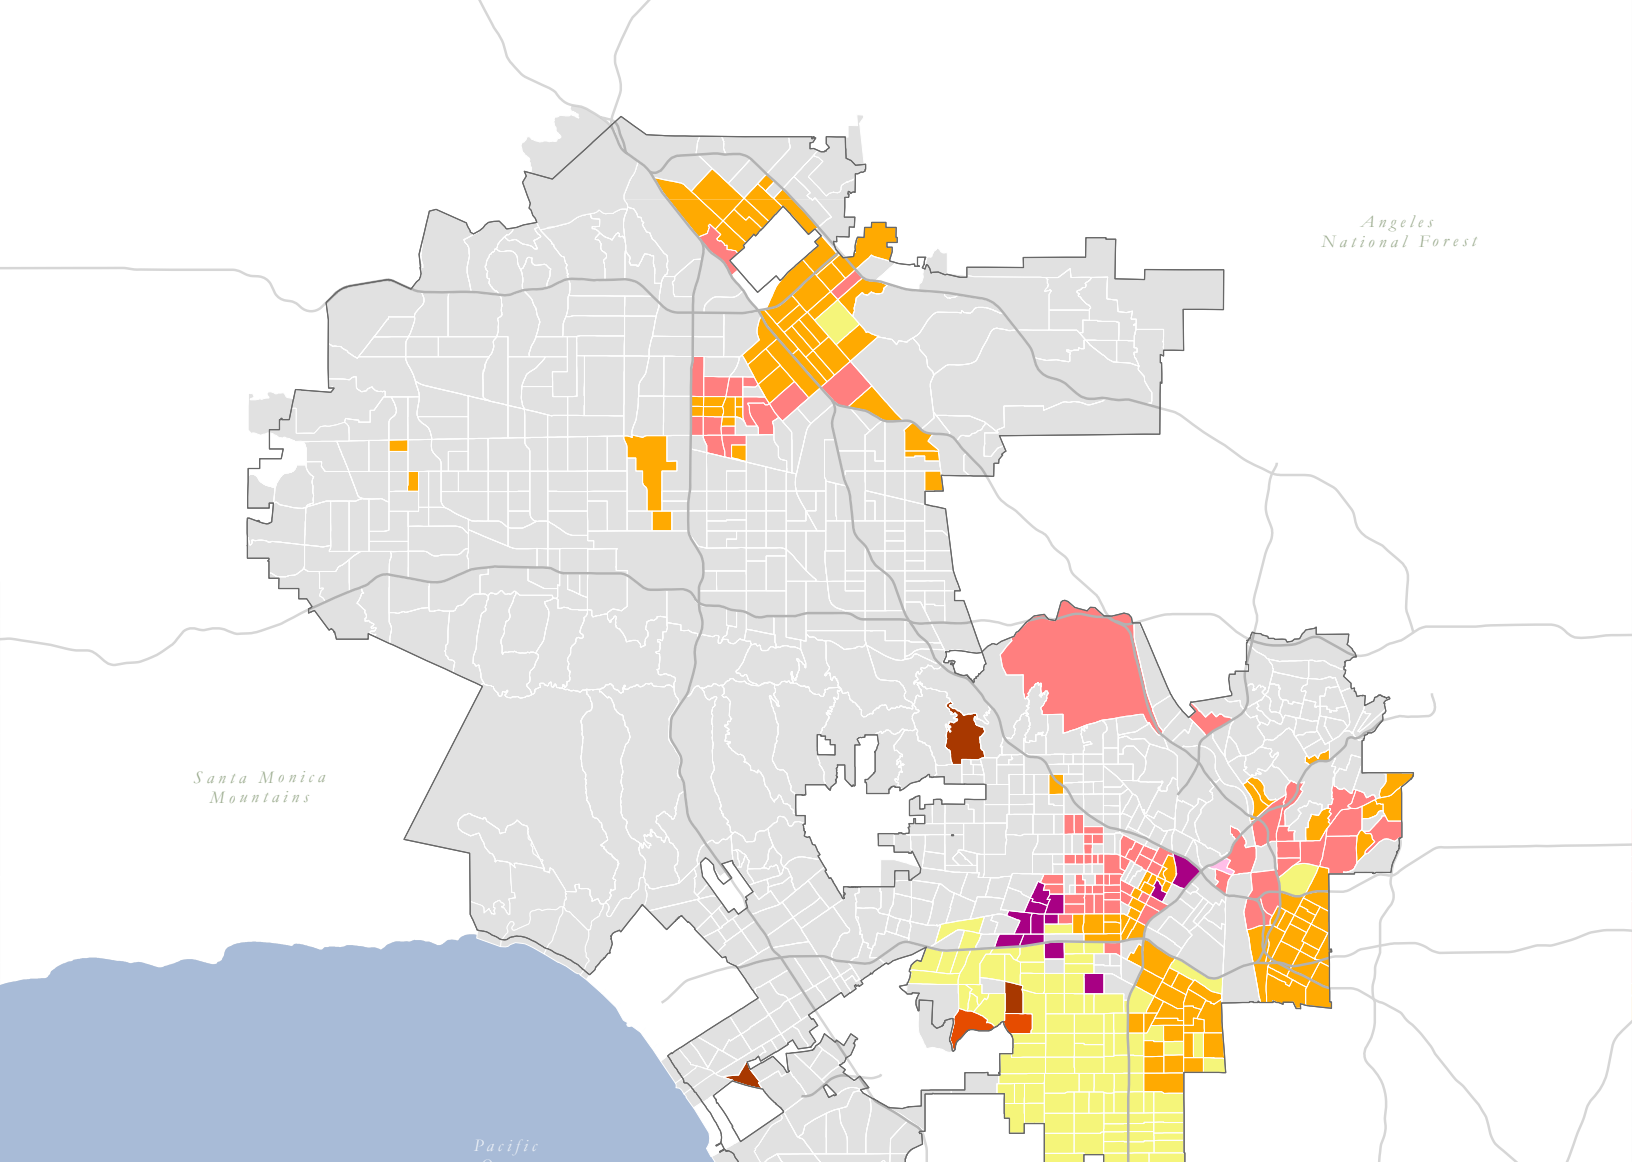 Angeles
National Forest
Santa Monica
Mountains
Pacific